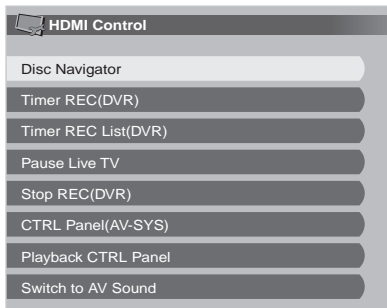 HDMI Control
Disc Navigator
Timer REC(DVR)
Timer REC List(DVR)
Pause Live TV
Stop REC(DVR)
CTRL Panel(AV-SYS)
Playback CTRL Panel
Switch to AV Sound